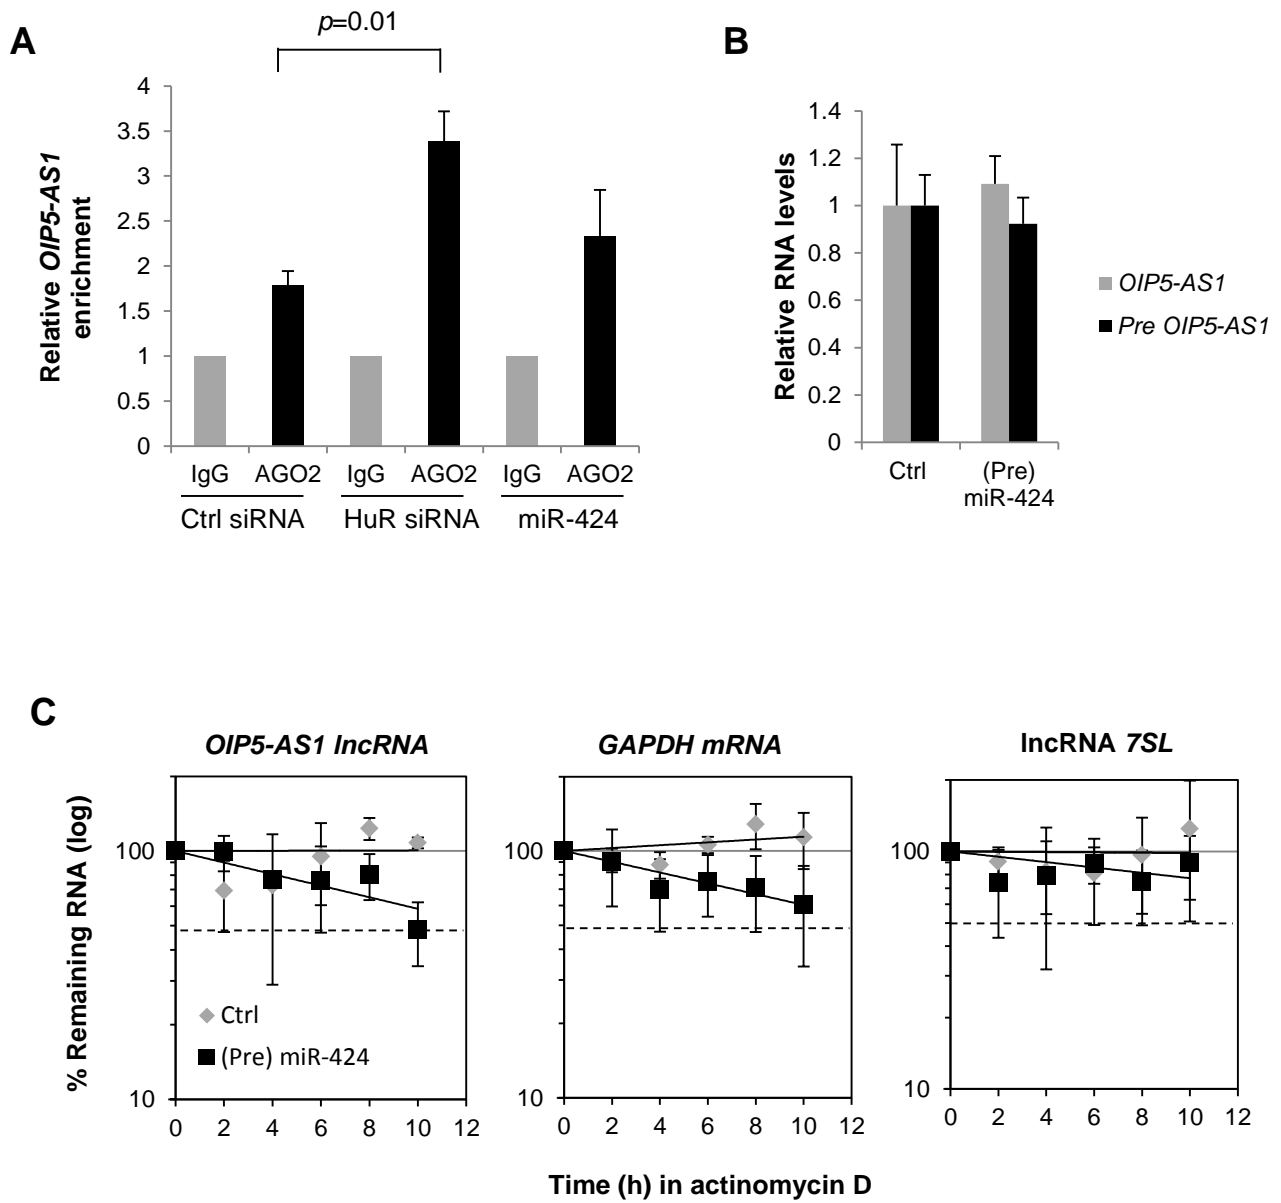 A
p=0.01
4
3.5
3
2.5
2
1.5
1
0.5
0
Relative OIP5-AS1
enrichment
IgG AGO2 IgG AGO2 IgG AGO2
Ctrl siRNA HuR siRNA miR-424
B
1.4
1.2
1
0.8
0.6
0.4
0.2
0
Relative RNA levels
Ctrl (Pre)
miR-424
OIP5-AS1
Pre OIP5-AS1
C
OIP5-AS1 lncRNA
GAPDH mRNA
lncRNA 7SL
% Remaining RNA (log)
100
10
0 2 4 6 8 10 12
Ctrl
(Pre) miR-424
100
10
0 2 4 6 8 10 12
100
10
0 2 4 6 8 10 12
Time (h) in actinomycin D